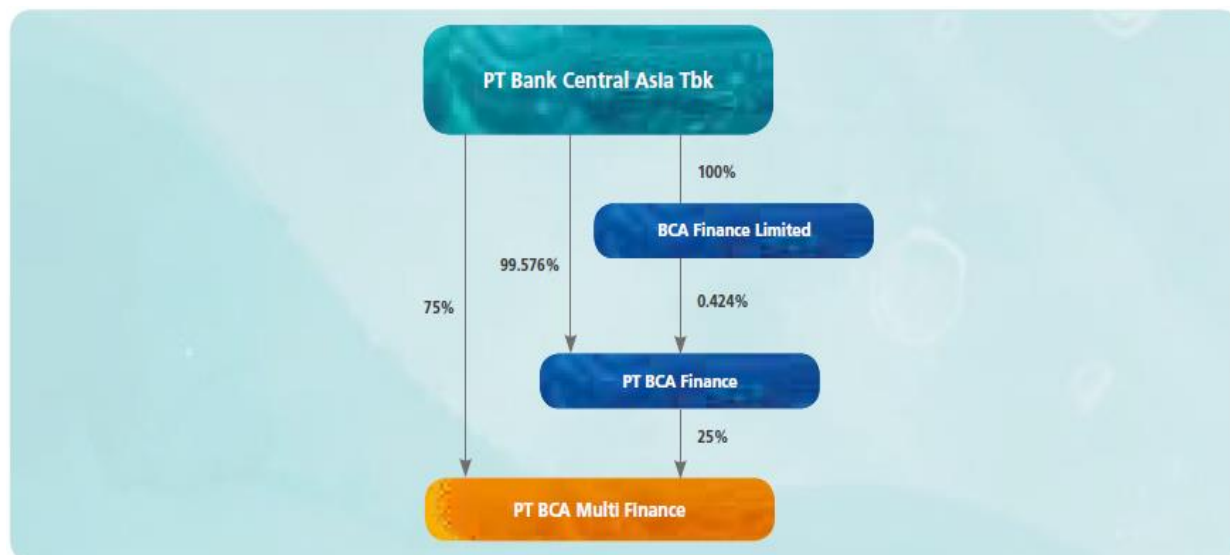 PT Bank Central Asia Tbk
100%
BCA Finance Limited
99.576%
0.424%
75%
PT BCA Finance
25%
PT BCA Multi Finance